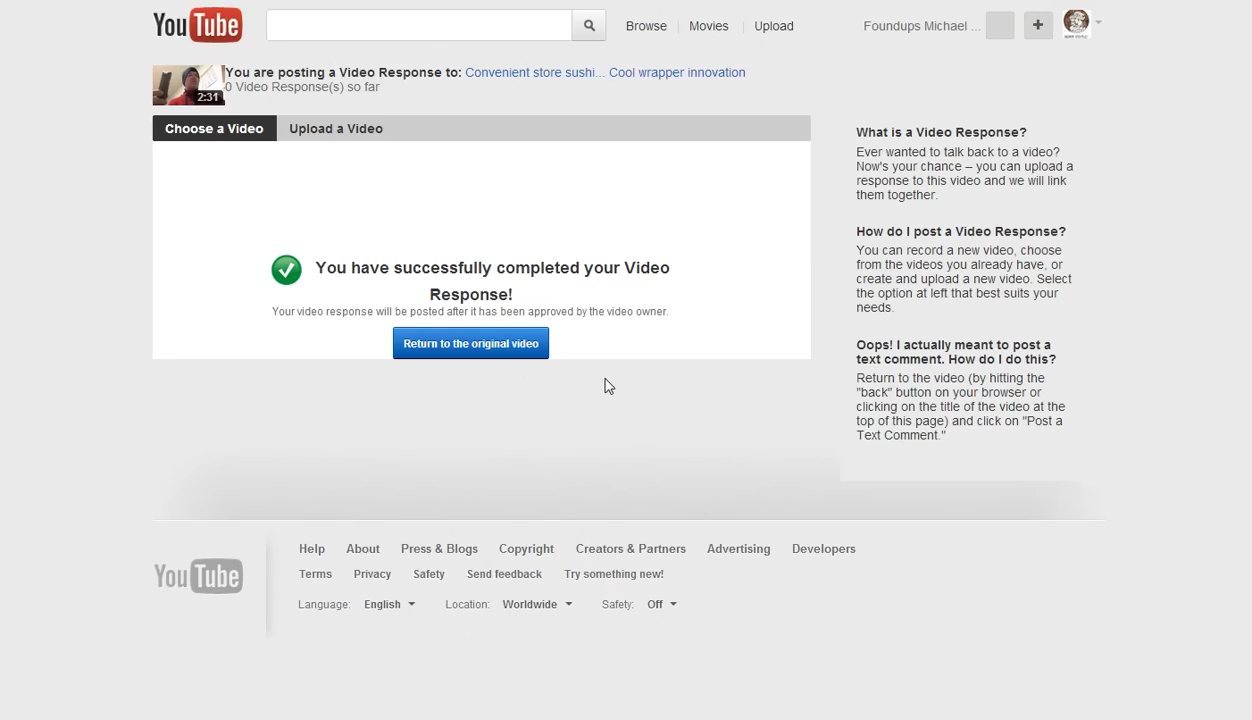 YouTube
Browse
Movies
Upload
Foundups Michael ...
You are posting a Video Response to: Convenient store sushi... Cool wrapper innovation
0 Video Response(s) so far
2:31
Choose a Video
Upload a Video
You have successfully completed your Video
Response!
Your video response will be posted after it has been approved by the video owner.
Return to the original video
What is a Video Response?
Ever wanted to talk back to a video?
Now's your chance – you can upload a
response to this video and we will link
them together.
How do I post a Video Response?
You can record a new video, choose
from the videos you already have, or
create and upload a new video. Select
the option at left that best suits your
needs.
Oops! I actually meant to post a
text comment. How do I do this?
Return to the video (by hitting the
"back" button on your browser or
clicking on the title of the video at the
top of this page) and click on "Post a
Text Comment."
YouTube
Help About Press & Blogs Copyright Creators & Partners Advertising Developers
Terms Privacy Safety Send feedback Try something new!
Language: English Location: Worldwide Safety: Off